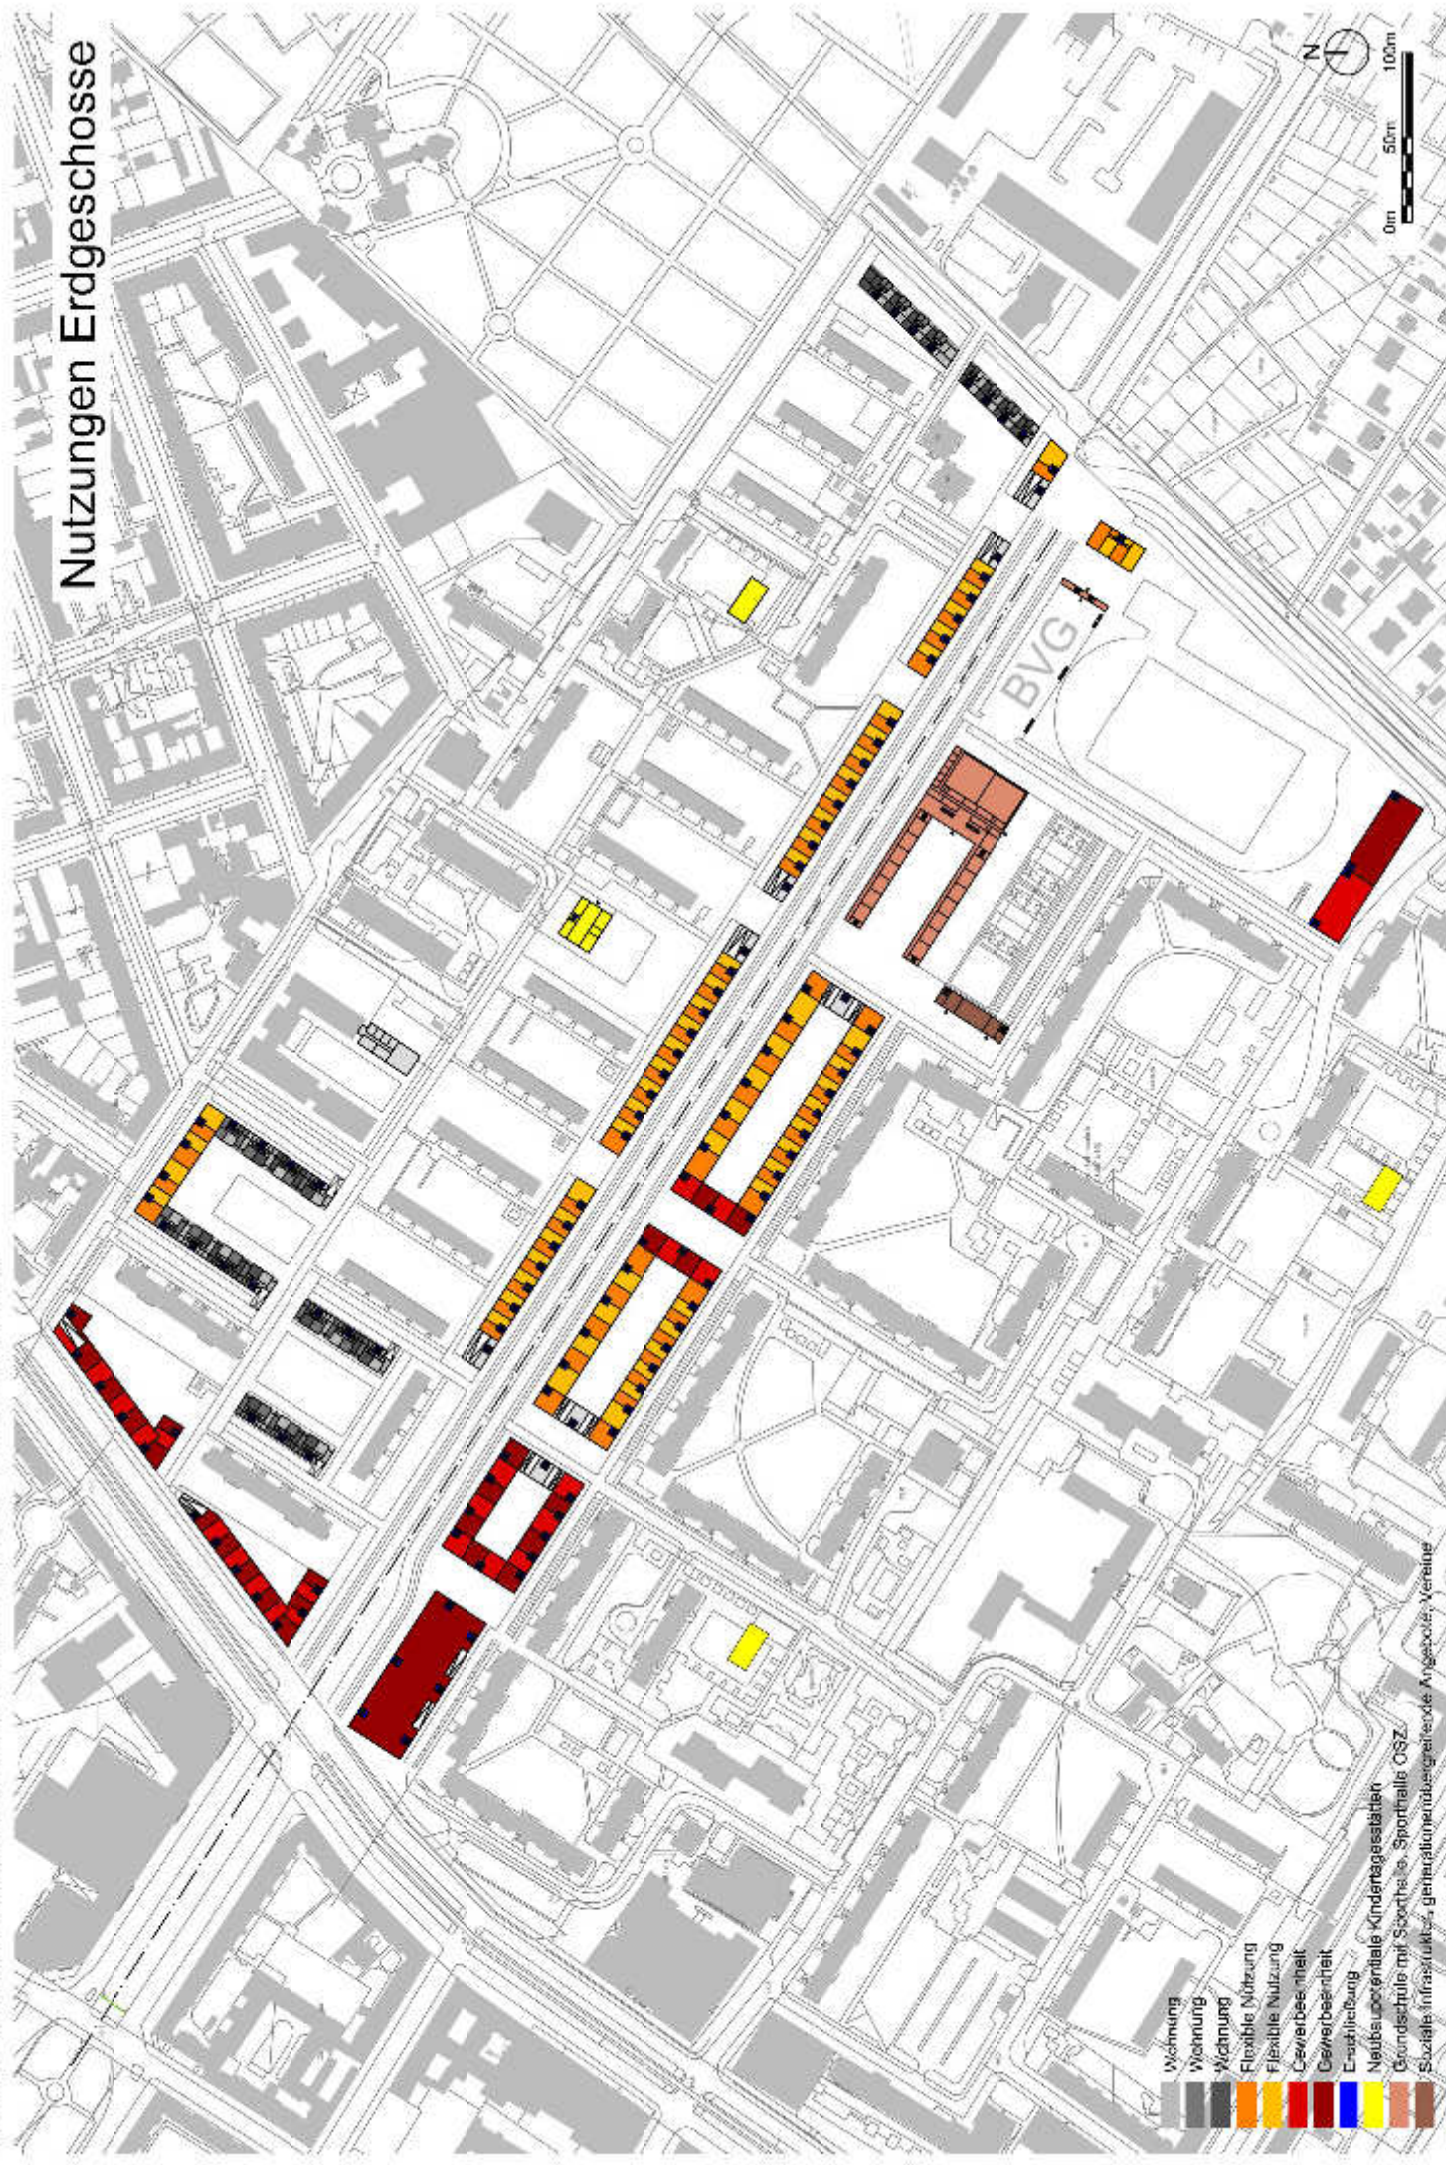 Nutzungen Erdgeschosse
N
0m 50m 100m
BVG
Wohnung
Wohnung
Wohnung
Flexible Nutzung
Flexible Nutzung
Gewerbeeinheit
Gewerbeeinheit
Erschließung
Neubaupotentiale Kindertagesstätten
Grundschule mit Sporthalle, Sporthalle OSZ
Soziale Infrastruktur, generationenübergreifende Angebote, Vereine